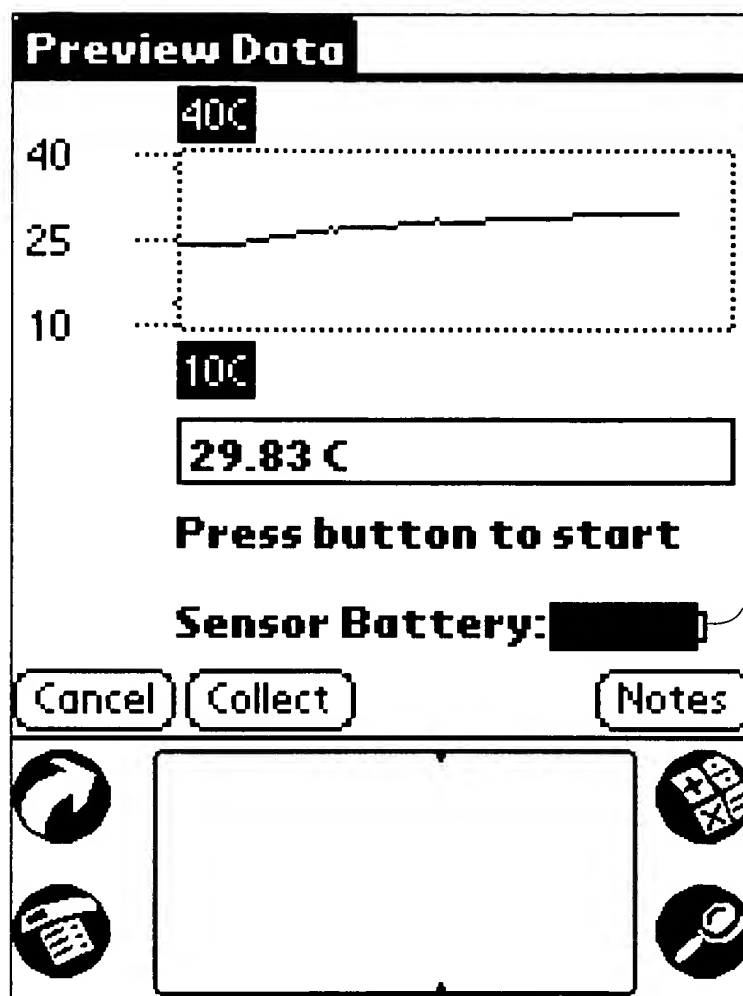 Preview Data
40C
40
25
10
10C
29.83 C
Press button to start
Sensor Battery:
Cancel Collect Notes